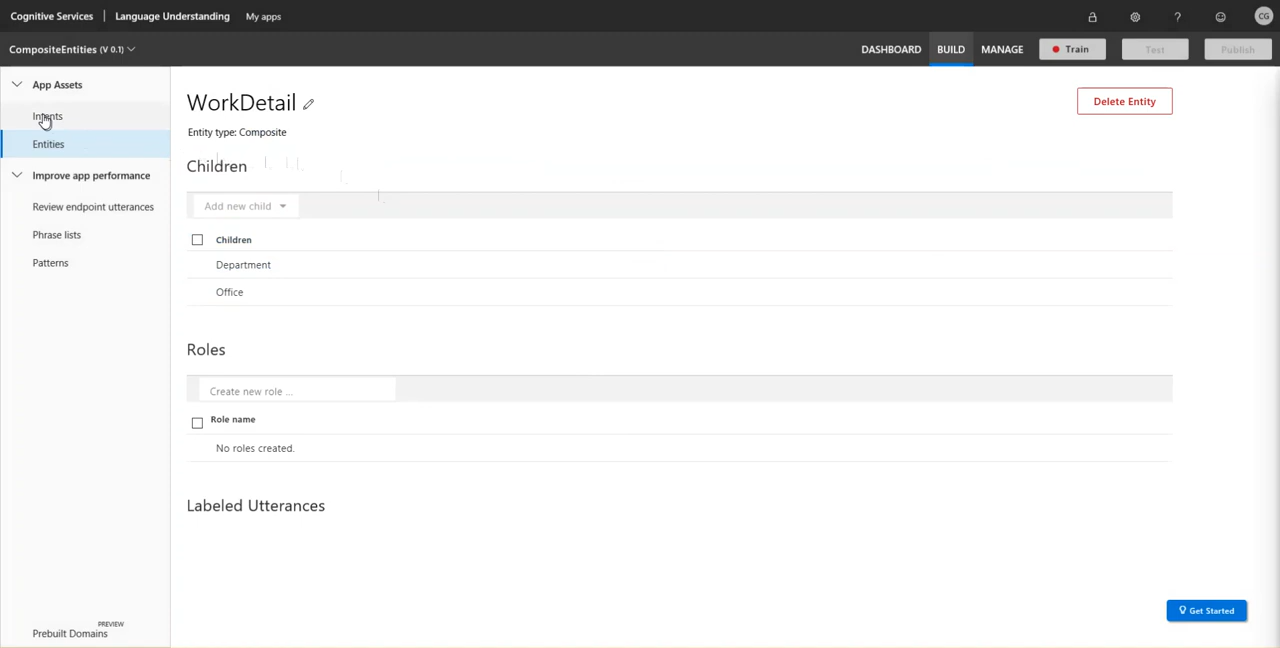 Cognitive Services | Language Understanding My apps
CG
CompositeEntities (V 0.1)
DASHBOARD BUILD MANAGE Train Test Publish
App Assets
Intents
Entities
Improve app performance
Review endpoint utterances
Phrase lists
Patterns
PREVIEW
Prebuilt Domains
WorkDetail
Delete Entity
Entity type: Composite
Children
Add new child
Children
Department
Office
Roles
Create new role ...
Role name
No roles created.
Labeled Utterances
Get Started